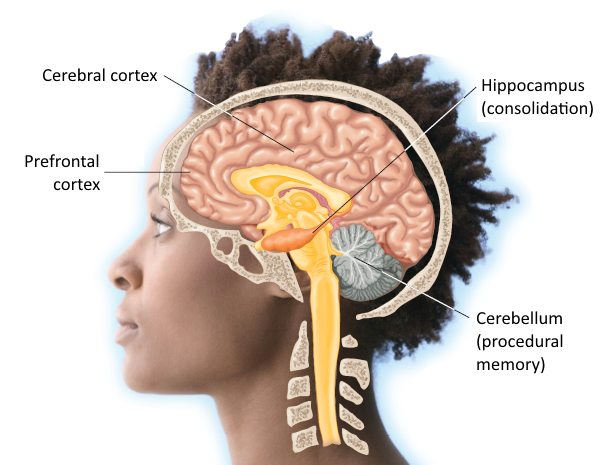 Cerebral cortex
Hippocampus
(consolidation)
Prefrontal
cortex
Cerebellum
(procedural
memory)